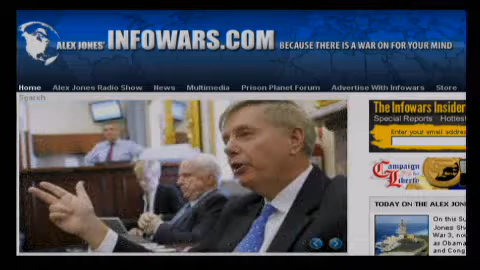 ALEX JONES' INFOWARS.COM BECAUSE THERE IS A WAR ON FOR YOUR MIND
Home Alex Jones Radio Show News Multimedia Prison Planet Forum Advertise With Infowars Store
Search
The Infowars Insider
Special Reports Hottest
Enter your email addres
Campaign
For
Liberty
TODAY ON THE ALEX JON
On this Su
Jones Sh
War 3, no
as Obama
and Cong